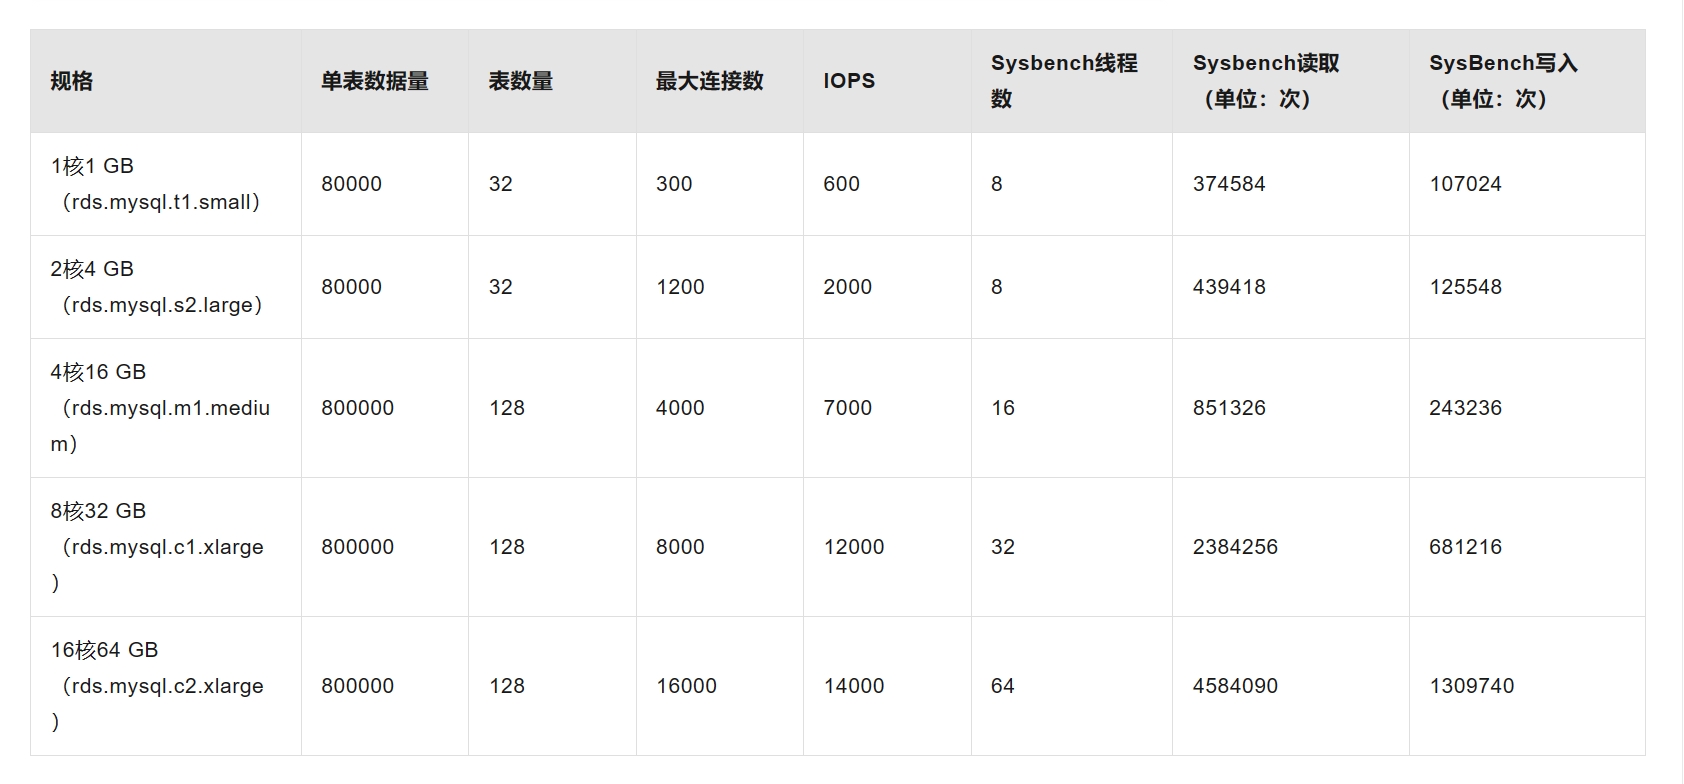 规格
单表数据量
表数量
最大连接数
IOPS
Sysbench线程
数
Sysbench读取
（单位：次）
SysBench写入
（单位：次）
1核1 GB
（rds.mysql.t1.small）
80000
32
300
600
8
374584
107024
2核4 GB
（rds.mysql.s2.large）
80000
32
1200
2000
8
439418
125548
4核16 GB
（rds.mysql.m1.mediu
m）
800000
128
4000
7000
16
851326
243236
8核32 GB
（rds.mysql.c1.xlarge
）
800000
128
8000
12000
32
2384256
681216
16核64 GB
（rds.mysql.c2.xlarge
）
800000
128
16000
14000
64
4584090
1309740